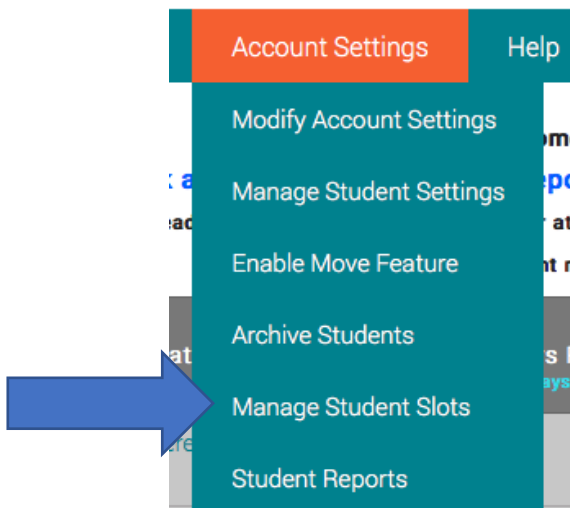 Account Settings Help
Modify Account Settings
Manage Student Settings
Enable Move Feature
Archive Students
Manage Student Slots
Student Reports